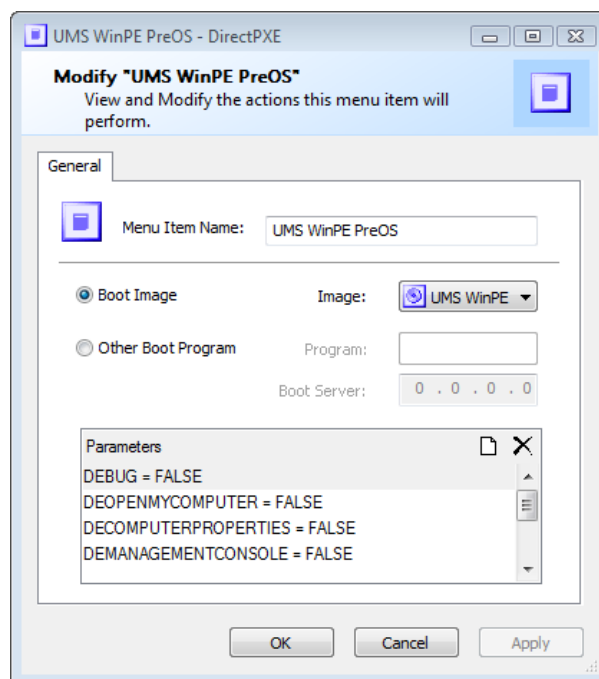 UMS WinPE PreOS - DirectPXE
Modify "UMS WinPE PreOS"
View and Modify the actions this menu item will
perform.
General
Menu Item Name: UMS WinPE PreOS
Boot Image Image: UMS WinPE
Other Boot Program Program:
Boot Server: 0 . 0 . 0 . 0
Parameters
DEBUG = FALSE
DEOPENMYCOMPUTER = FALSE
DECOMPUTERPROPERTIES = FALSE
DEMANAGEMENTCONSOLE = FALSE
OK Cancel Apply